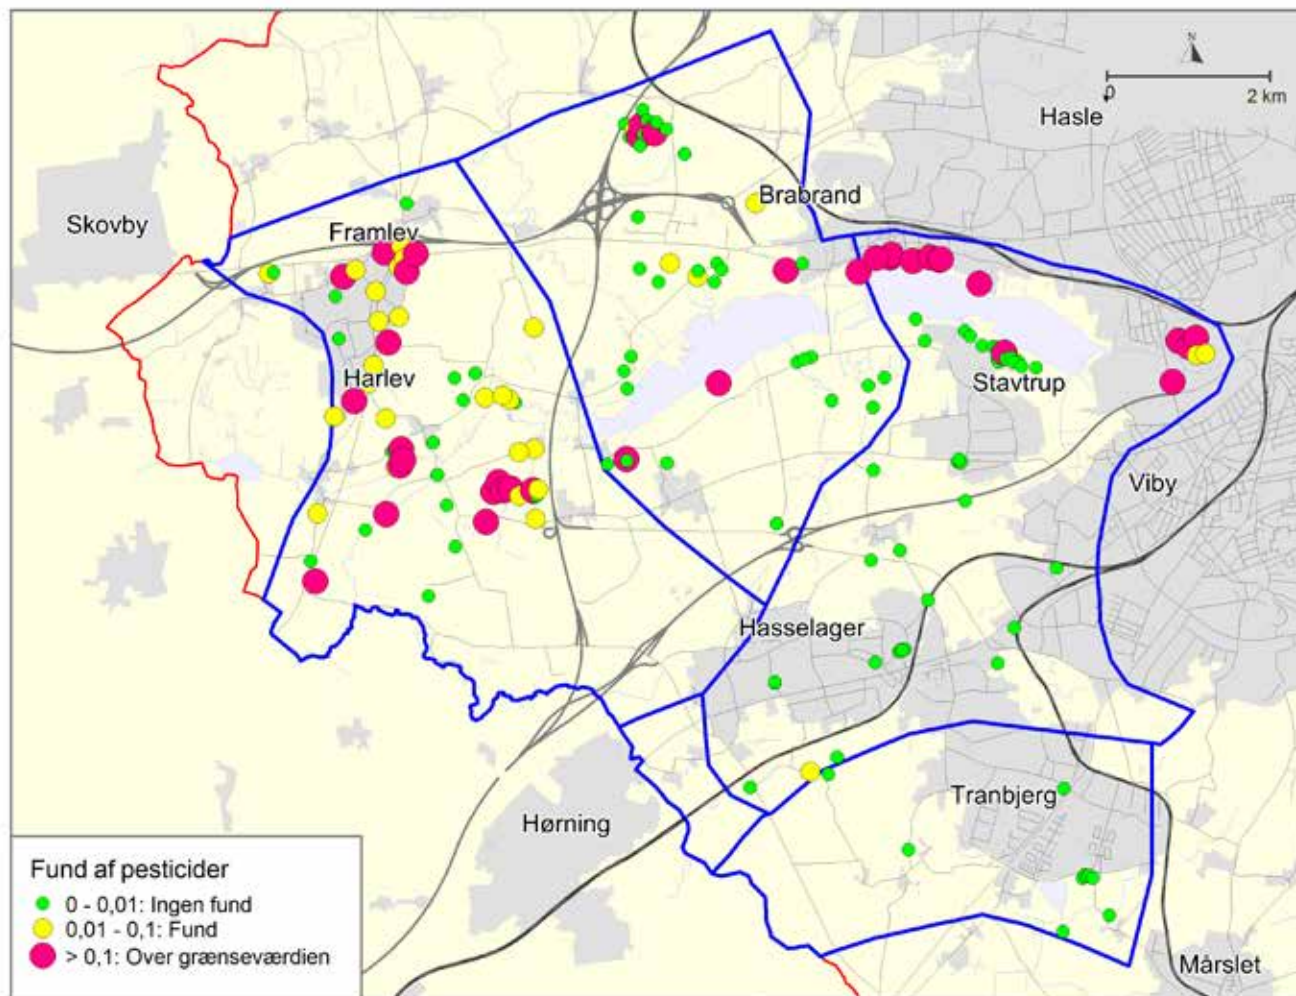 N
0
2 km
Hasle
Brabrand
Skovby
Framlev
Harlev
Stavtrup
Viby
Hasselager
Tranbjerg
Hørning
Mårslet
Fund af pesticider
0 - 0,01: Ingen fund
0,01 - 0,1: Fund
> 0,1: Over grænseværdien